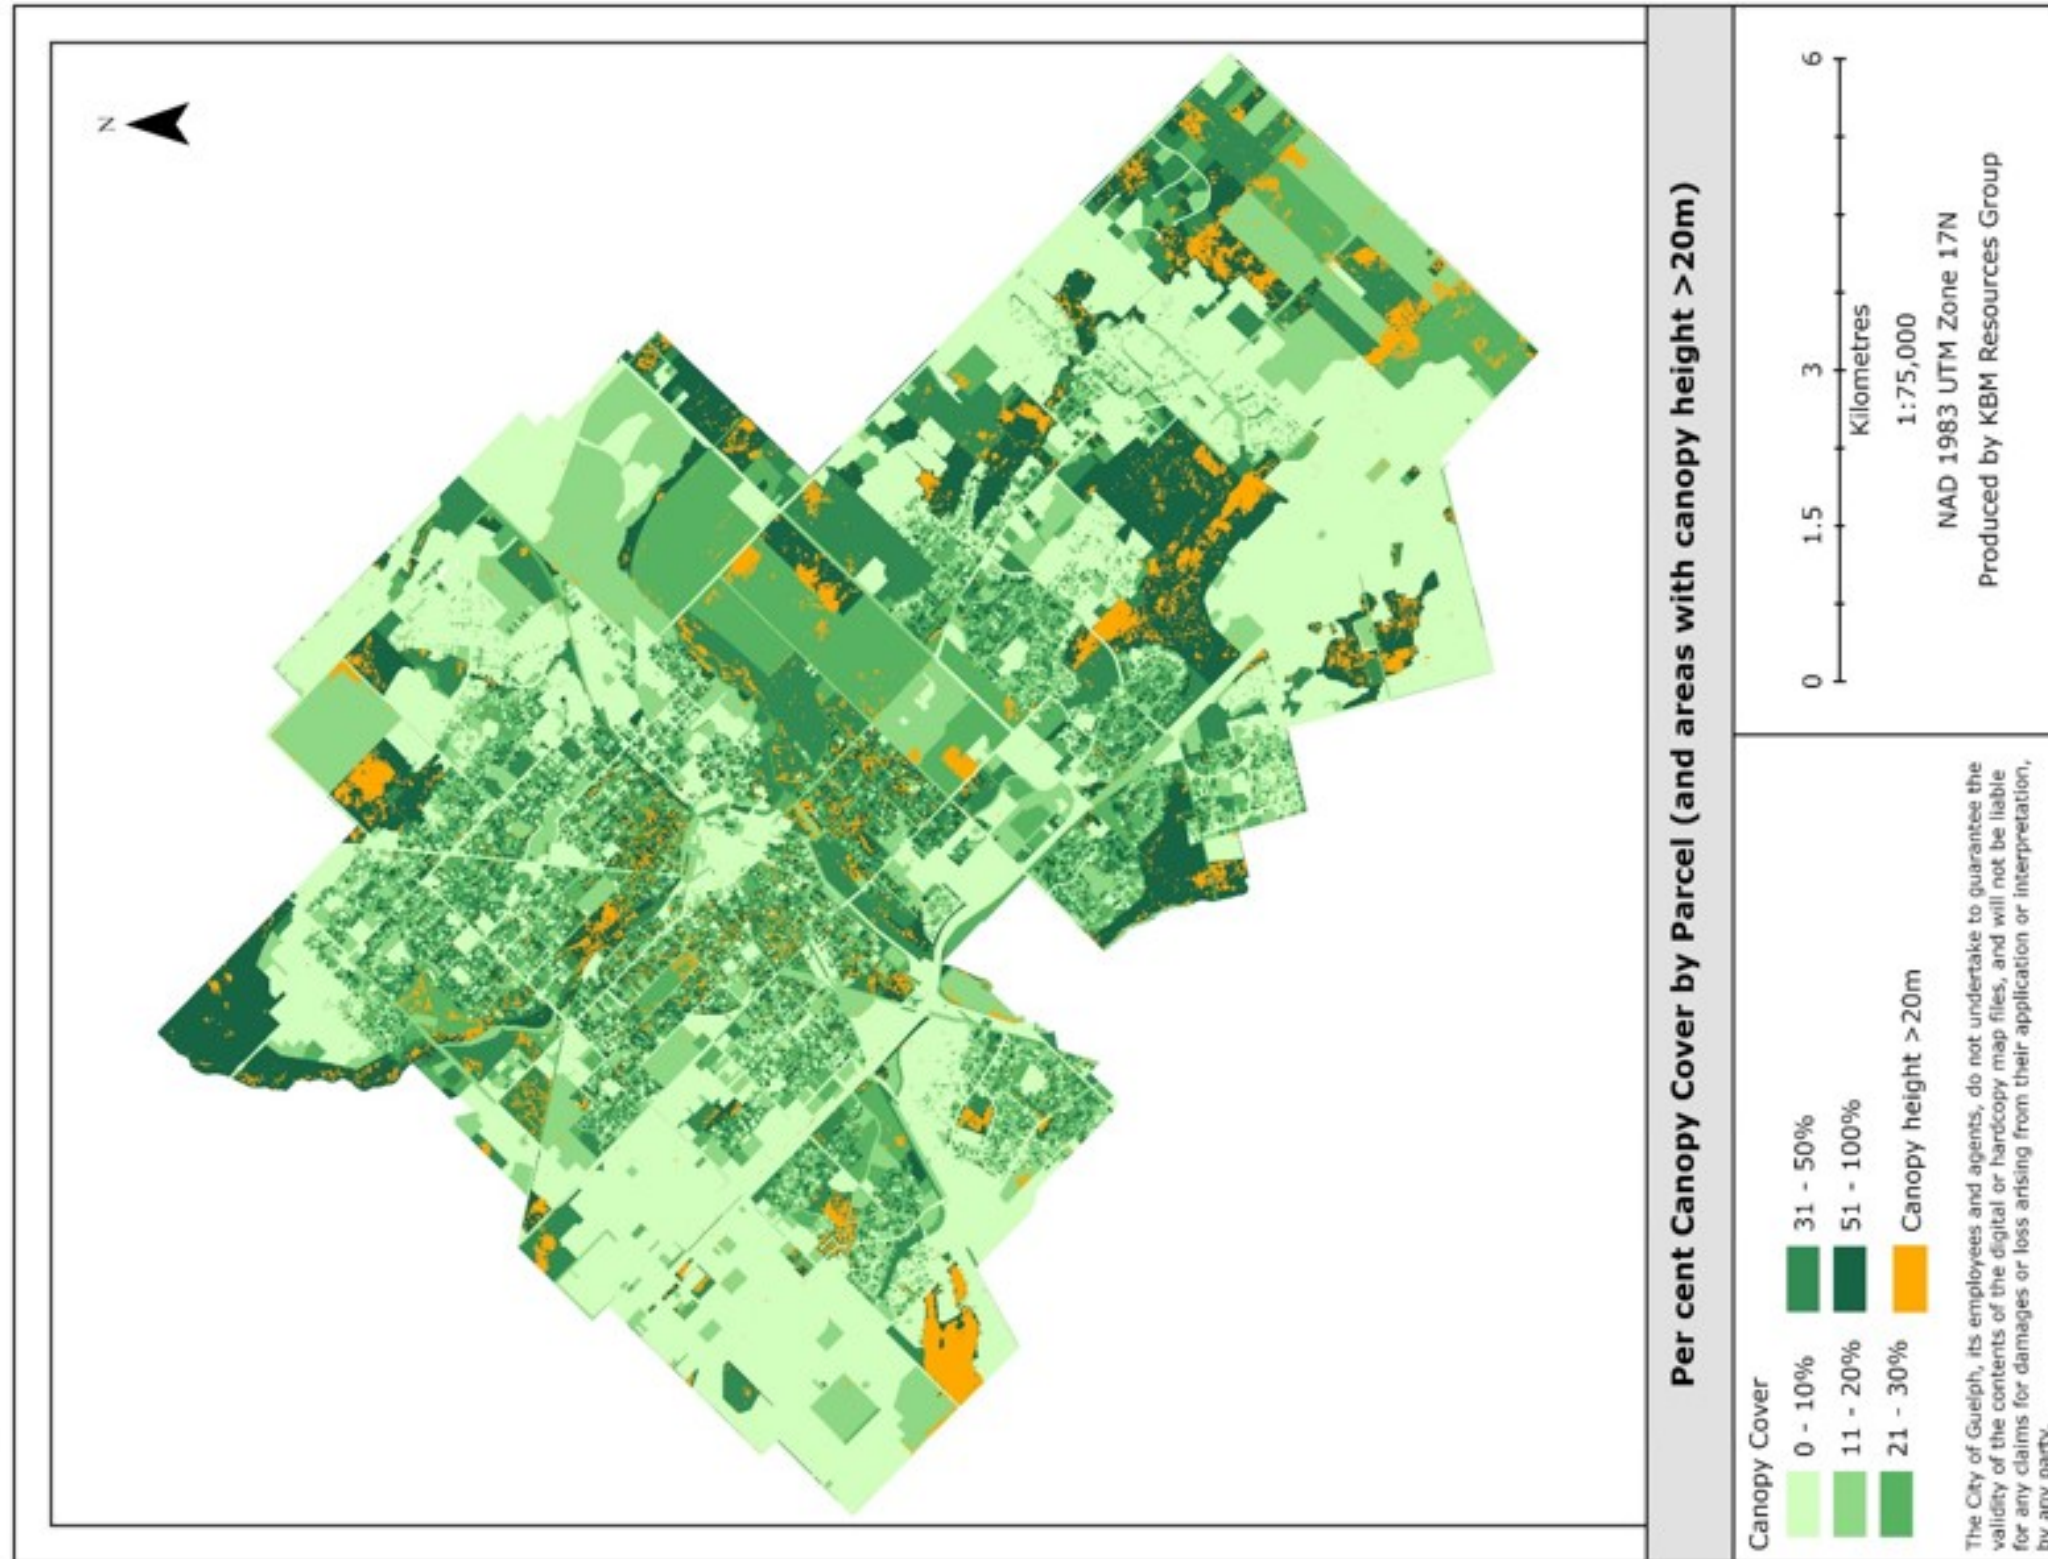 N
Per cent Canopy Cover by Parcel (and areas with canopy height >20m)
Canopy Cover
0 - 10%
11 - 20%
21 - 30%
31 - 50%
51 - 100%
Canopy height >20m
The City of Guelph, its employees and agents, do not undertake to guarantee the
validity of the contents of the digital or hardcopy map files, and will not be liable
for any claims for damages or loss arising from their application or interpretation,
by any party.
0 1.5 3 6
Kilometres
1:75,000
NAD 1983 UTM Zone 17N
Produced by KBM Resources Group